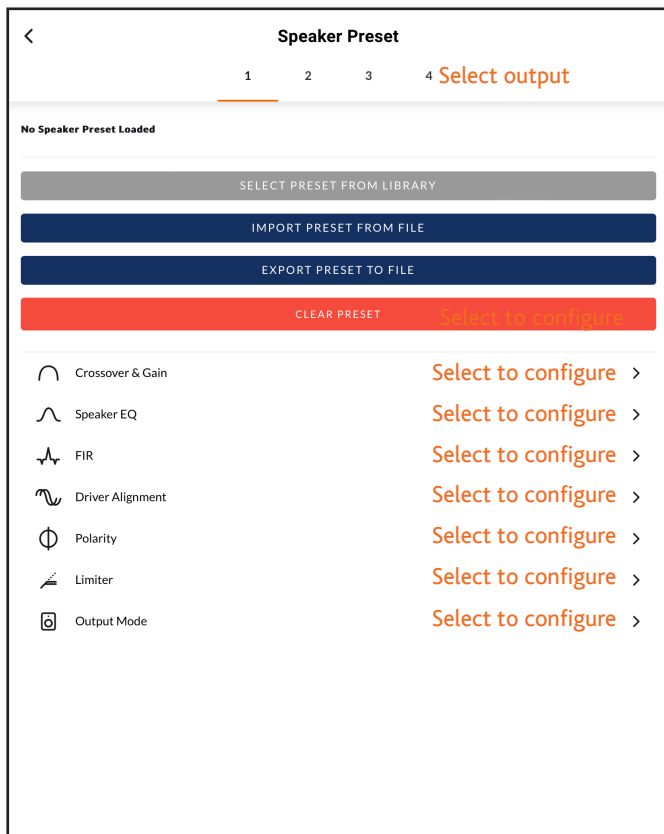 Speaker Preset
1 2 3 4 Select output
No Speaker Preset Loaded
SELECT PRESET FROM LIBRARY
IMPORT PRESET FROM FILE
EXPORT PRESET TO FILE
CLEAR PRESET Select to configure
Crossover & Gain Select to configure
Speaker EQ Select to configure
FIR Select to configure
Driver Alignment Select to configure
Polarity Select to configure
Limiter Select to configure
Output Mode Select to configure